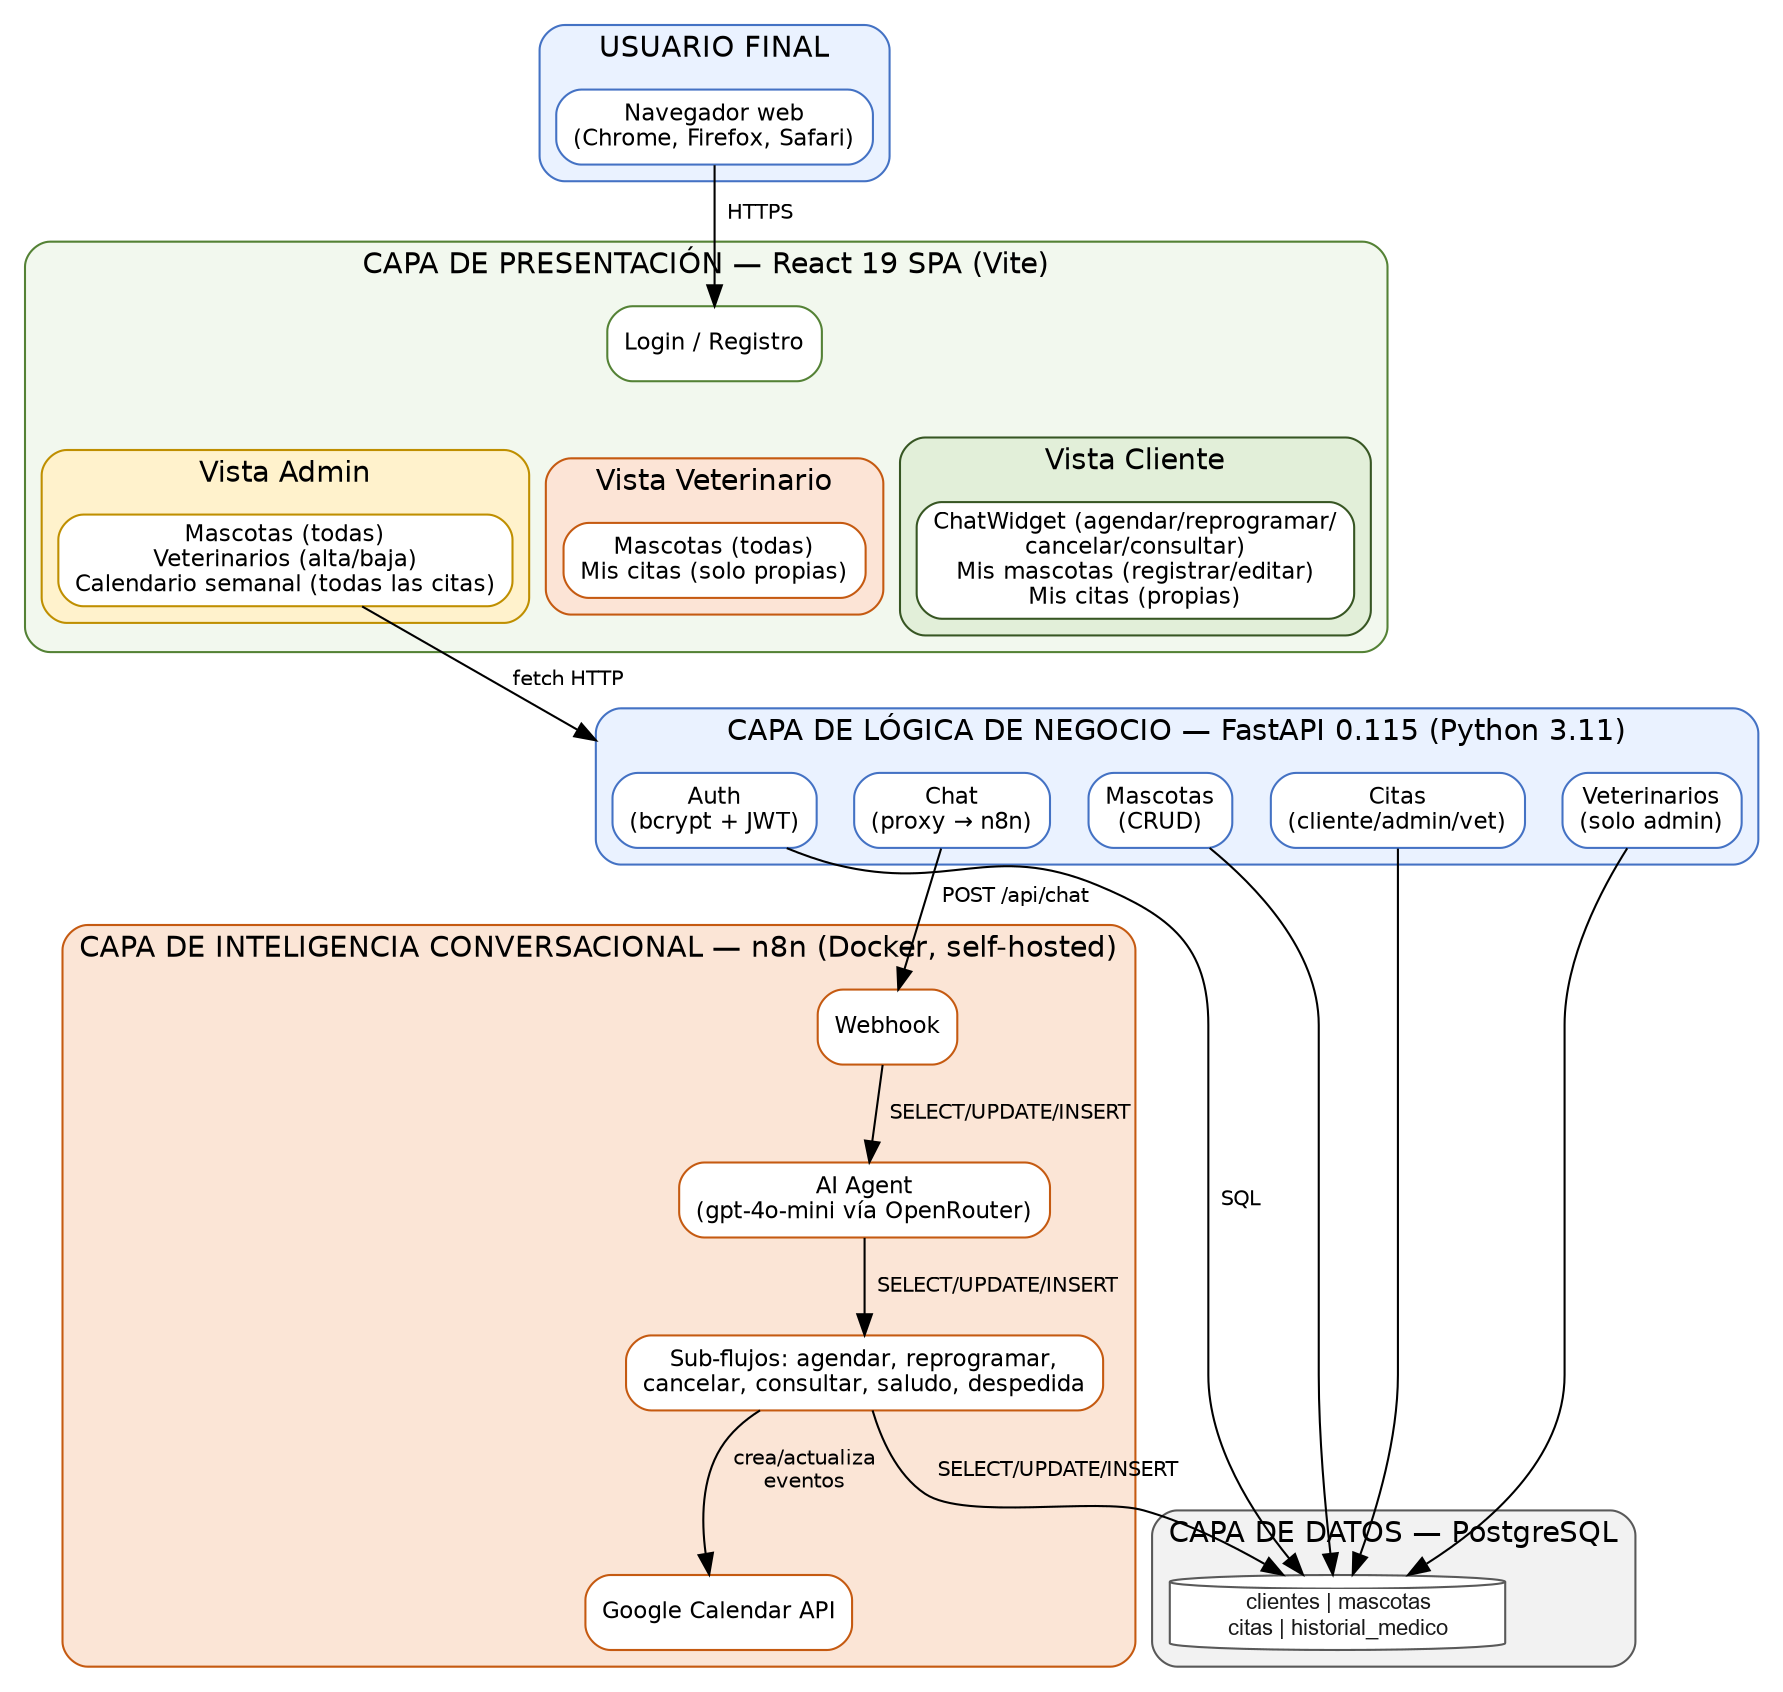 USUARIO FINAL
Navegador web
(Chrome, Firefox, Safari)
HTTPS
CAPA DE PRESENTACIÓN — React 19 SPA (Vite)
Login / Registro
Vista Admin
Mascotas (todas)
Veterinarios (alta/baja)
Calendario semanal (todas las citas)
Vista Veterinario
Mascotas (todas)
Mis citas (solo propias)
Vista Cliente
ChatWidget (agendar/reprogramar/
cancelar/consultar)
Mis mascotas (registrar/editar)
Mis citas (propias)
fetch HTTP
CAPA DE LÓGICA DE NEGOCIO — FastAPI 0.115 (Python 3.11)
Auth
(bcrypt + JWT)
Chat
(proxy → n8n)
Mascotas
(CRUD)
Citas
(cliente/admin/vet)
Veterinarios
(solo admin)
POST /api/chat
CAPA DE INTELIGENCIA CONVERSACIONAL — n8n (Docker, self-hosted)
Webhook
SELECT/UPDATE/INSERT
AI Agent
(gpt-4o-mini vía OpenRouter)
SQL
SELECT/UPDATE/INSERT
Sub-flujos: agendar, reprogramar,
cancelar, consultar, saludo, despedida
crea/actualiza
eventos
SELECT/UPDATE/INSERT
CAPA DE DATOS — PostgreSQL
Google Calendar API
clientes | mascotas
citas | historial_medico